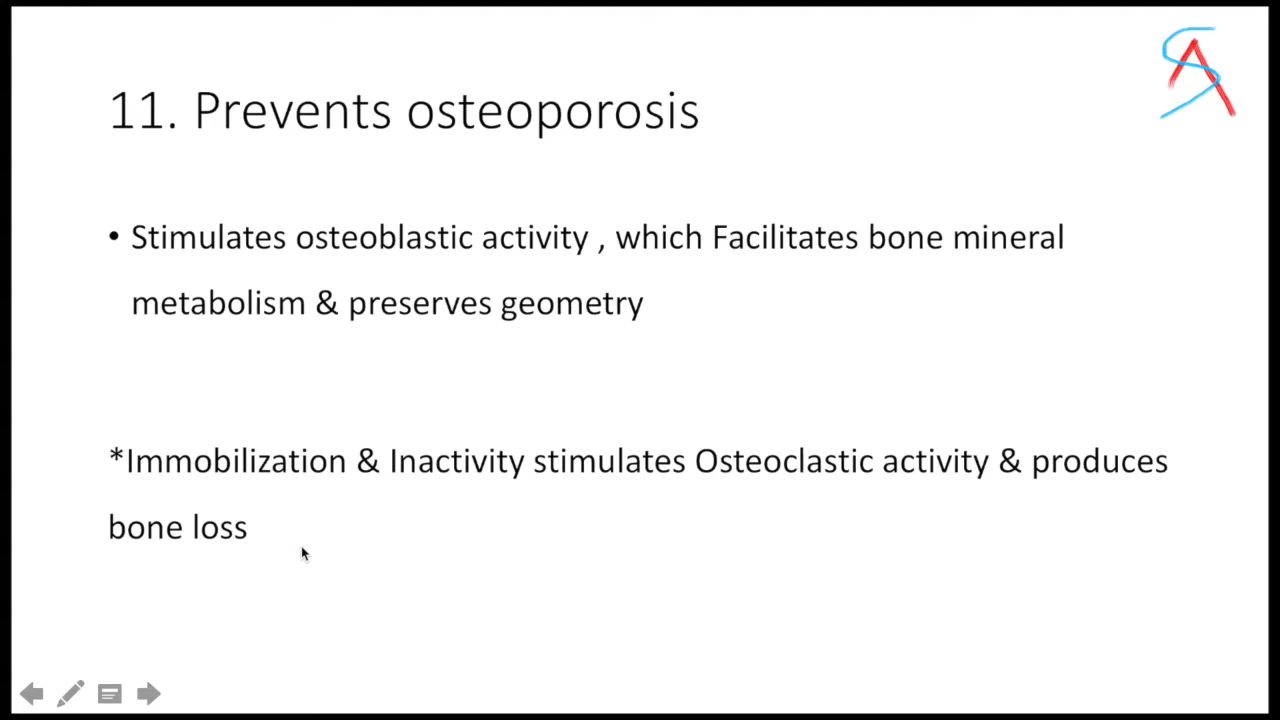 SA
11. Prevents osteoporosis
• Stimulates osteoblastic activity , which Facilitates bone mineral
metabolism & preserves geometry
*Immobilization & Inactivity stimulates Osteoclastic activity & produces
bone loss